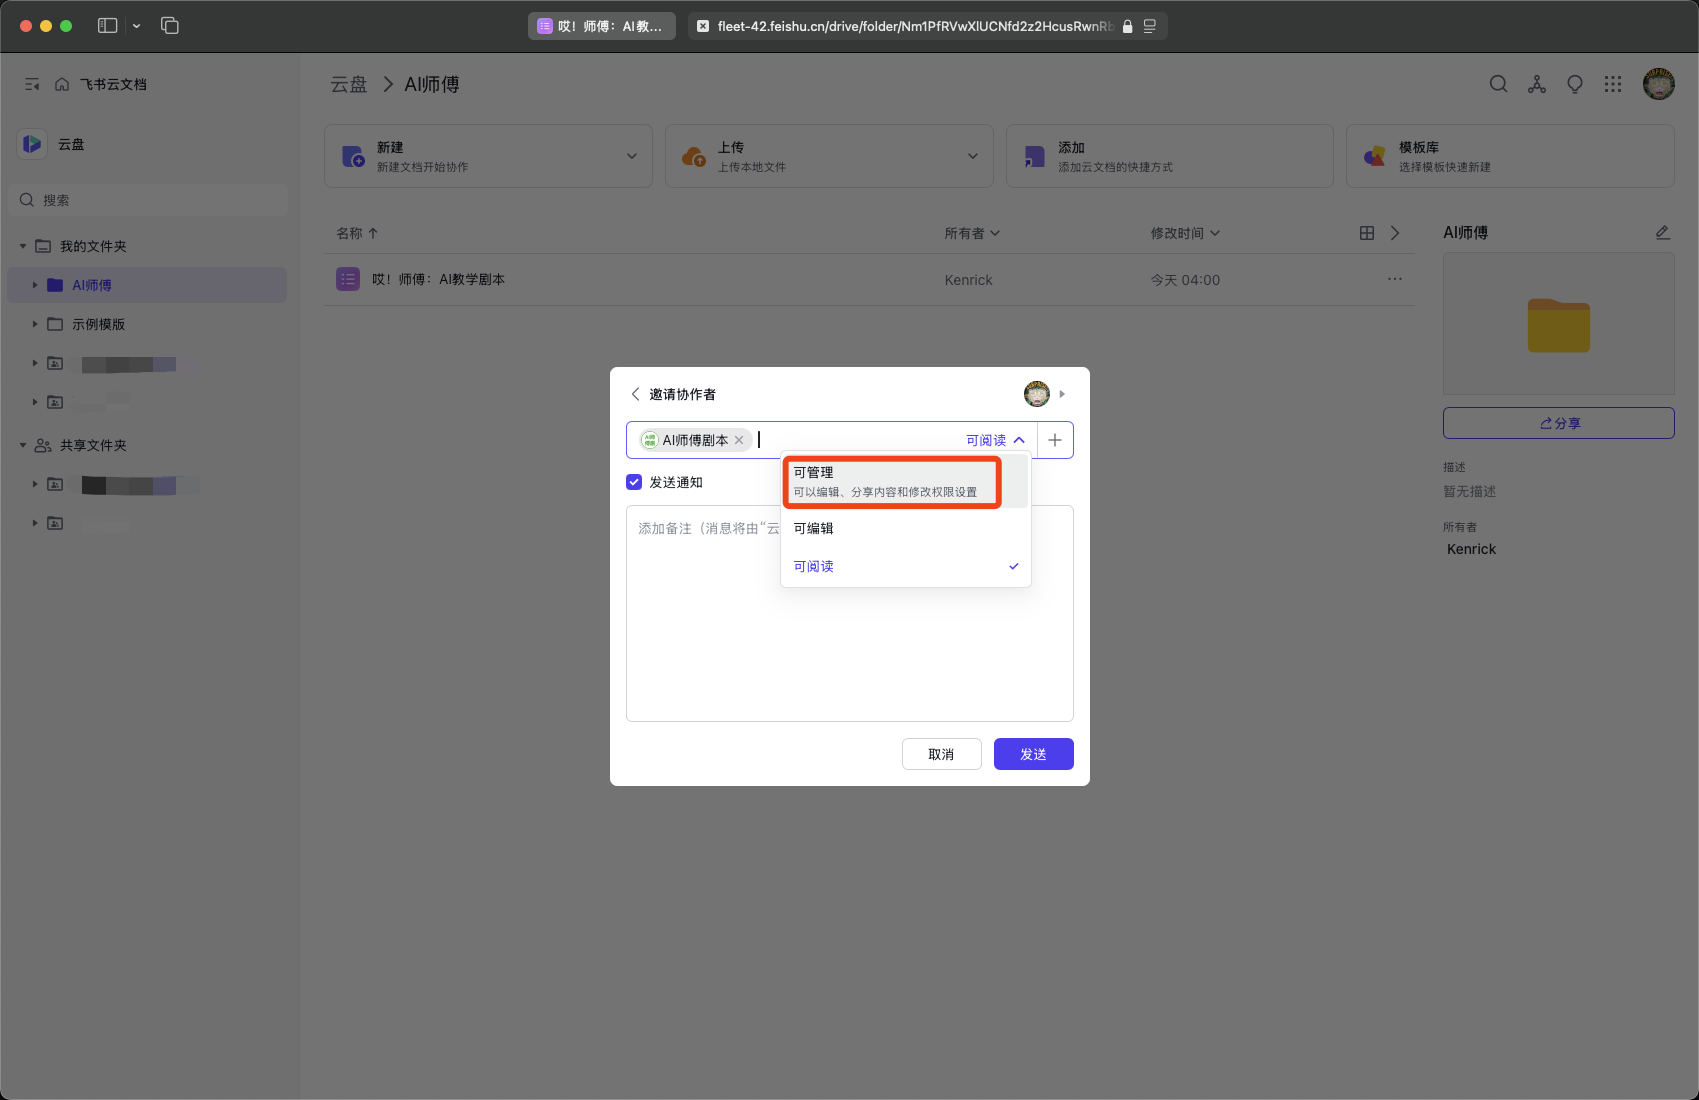 哎！师傅：AI教...
fleet-42.feishu.cn/drive/folder/Nm1PfRVwXlUCNfd2z2HcusRwnRb
飞书云文档
云盘
搜索
我的文件夹
AI师傅
示例模版
共享文件夹
云盘 > AI师傅
新建
新建文档开始协作
上传
上传本地文件
添加
添加云文档的快捷方式
模板库
选择模板快速新建
名称 所有者 修改时间
哎！师傅：AI教学剧本 Kenrick 今天 04:00
AI师傅
分享
描述
暂无描述
所有者
Kenrick
邀请协作者
AI师傅剧本 可阅读
发送通知
添加备注（消息将由“云
可管理
可以编辑、分享内容和修改权限设置
可编辑
可阅读
取消 发送